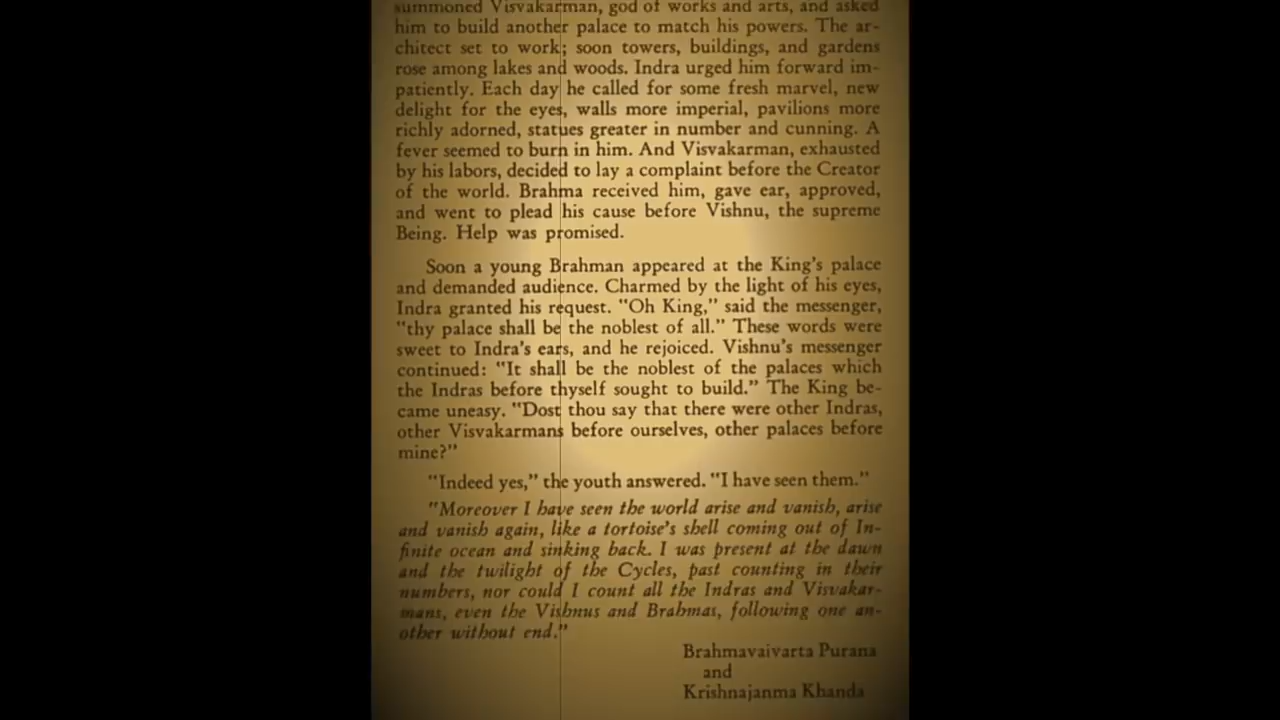 summoned Visvakarman, god of works and arts, and asked
him to build another palace to match his powers. The ar-
chitect set to work; soon towers, buildings, and gardens
rose among lakes and woods. Indra urged him forward im-
patiently. Each day he called for some fresh marvel, new
delight for the eyes, walls more imperial, pavilions more
richly adorned, statues greater in number and cunning. A
fever seemed to burn in him. And Visvakarman, exhausted
by his labors, decided to lay a complaint before the Creator
of the world. Brahma received him, gave ear, approved,
and went to plead his cause before Vishnu, the supreme
Being. Help was promised.
Soon a young Brahman appeared at the King's palace
and demanded audience. Charmed by the light of his eyes,
Indra granted his request. "Oh King," said the messenger,
"thy palace shall be the noblest of all." These words were
sweet to Indra's ears, and he rejoiced. Vishnu's messenger
continued: "It shall be the noblest of the palaces which
the Indras before thyself sought to build." The King be-
came uneasy. "Dost thou say that there were other Indras,
other Visvakarmans before ourselves, other palaces before
mine?"
"Indeed yes," the youth answered. "I have seen them."
"Moreover I have seen the world arise and vanish, arise
and vanish again, like a tortoise's shell coming out of In-
finite ocean and sinking back. I was present at the dawn
and the twilight of the Cycles, past counting in their
numbers, nor could I count all the Indras and Visvakar-
mans, even the Vishnus and Brahmas, following one an-
other without end."
Brahmavaivarta Purana
and
Krishnajanma Khanda